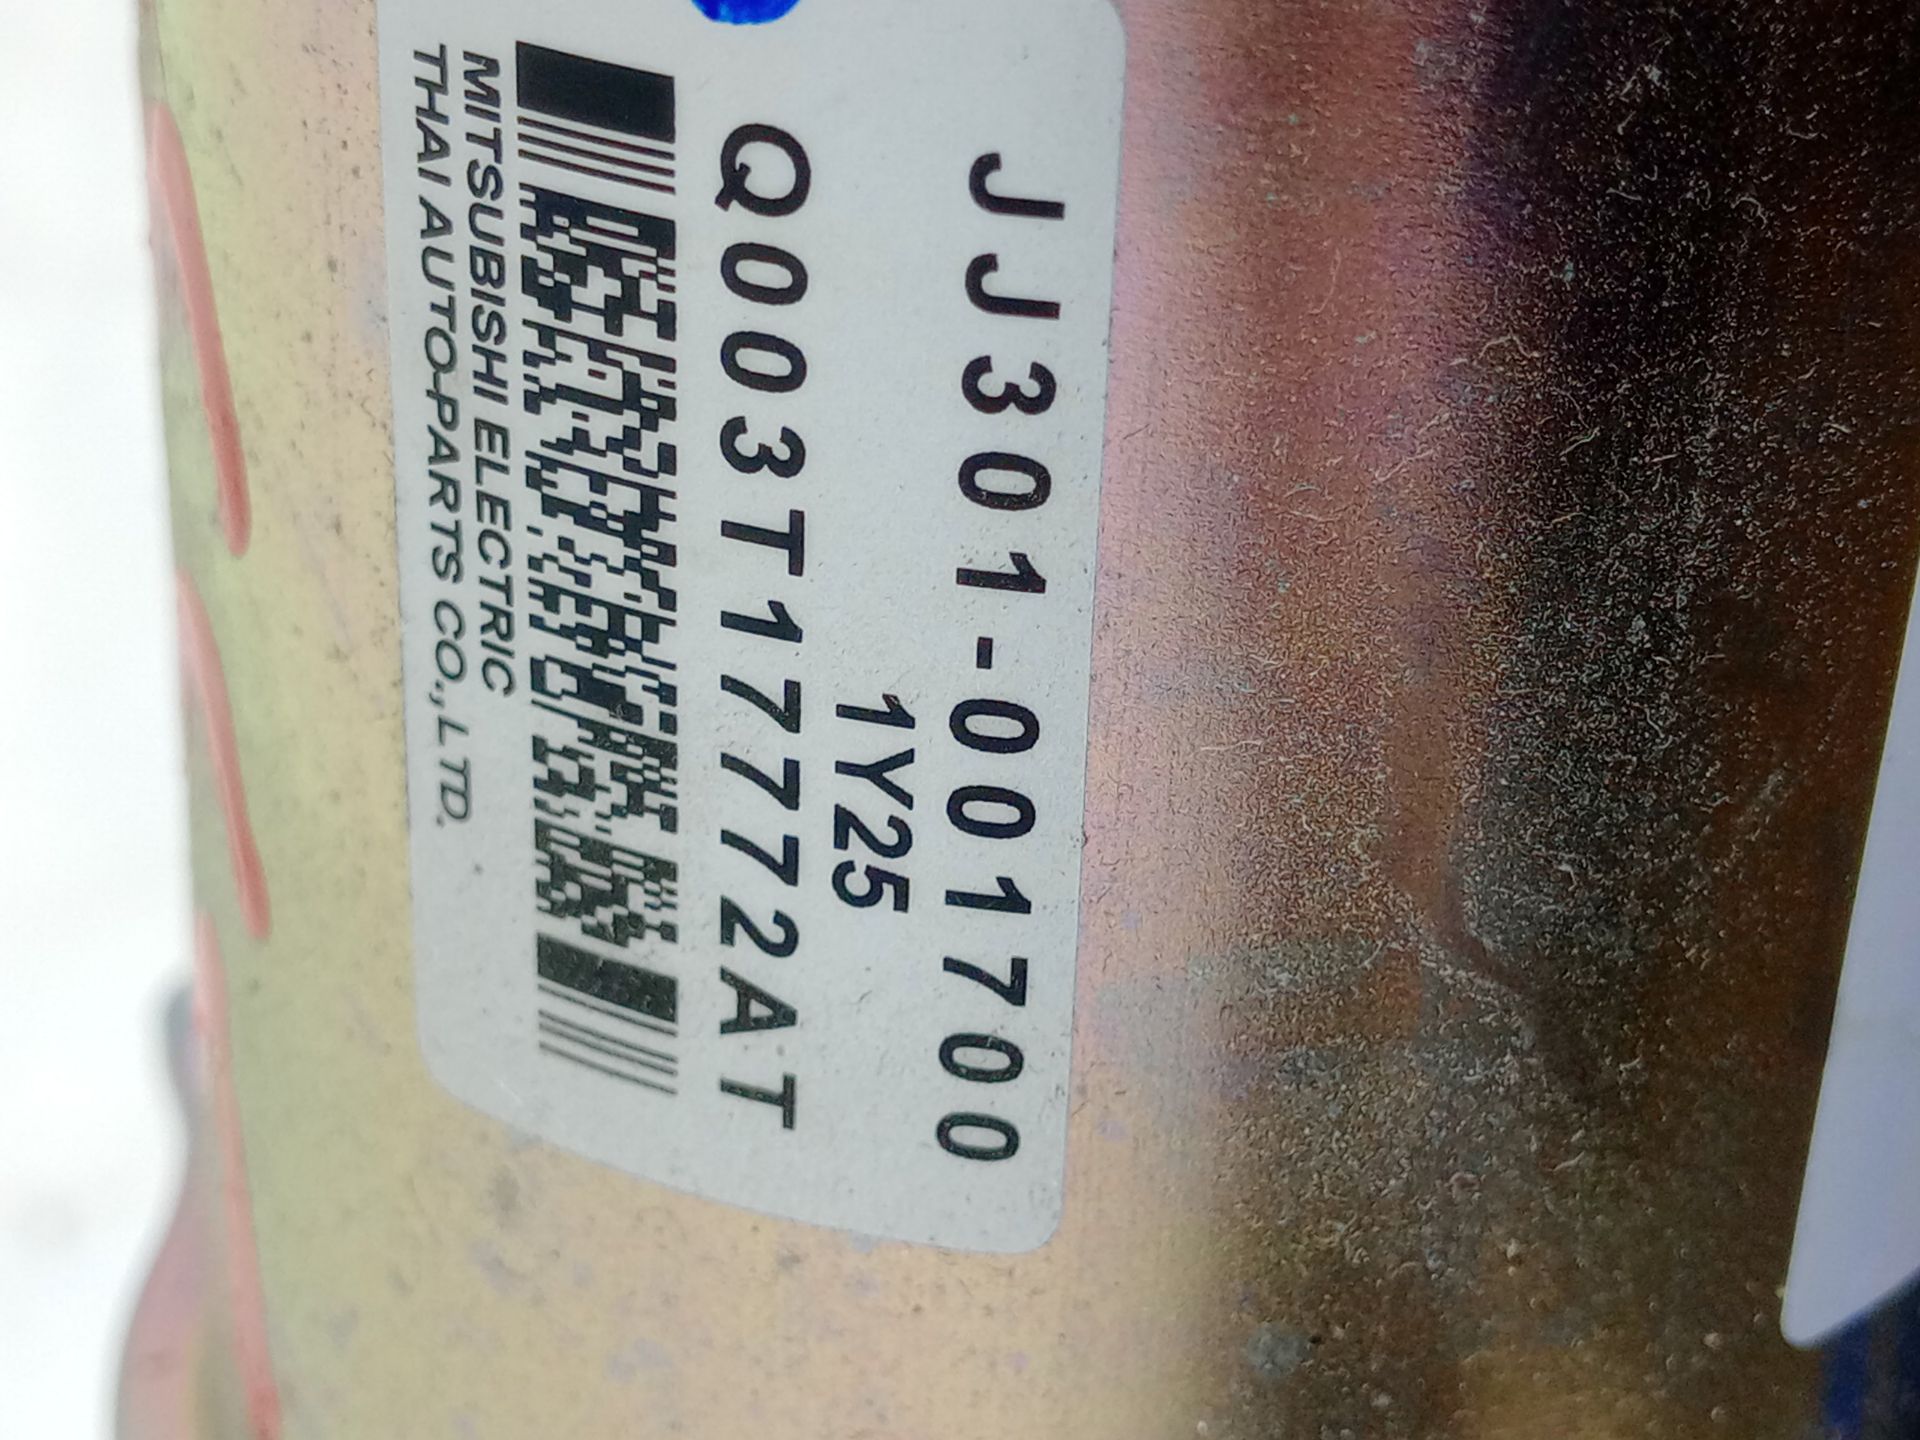 JJ301-001700
1Y25
Q003T17772AT
MITSUBISHI ELECTRIC
THAI AUTO-PARTS CO.,LTD.